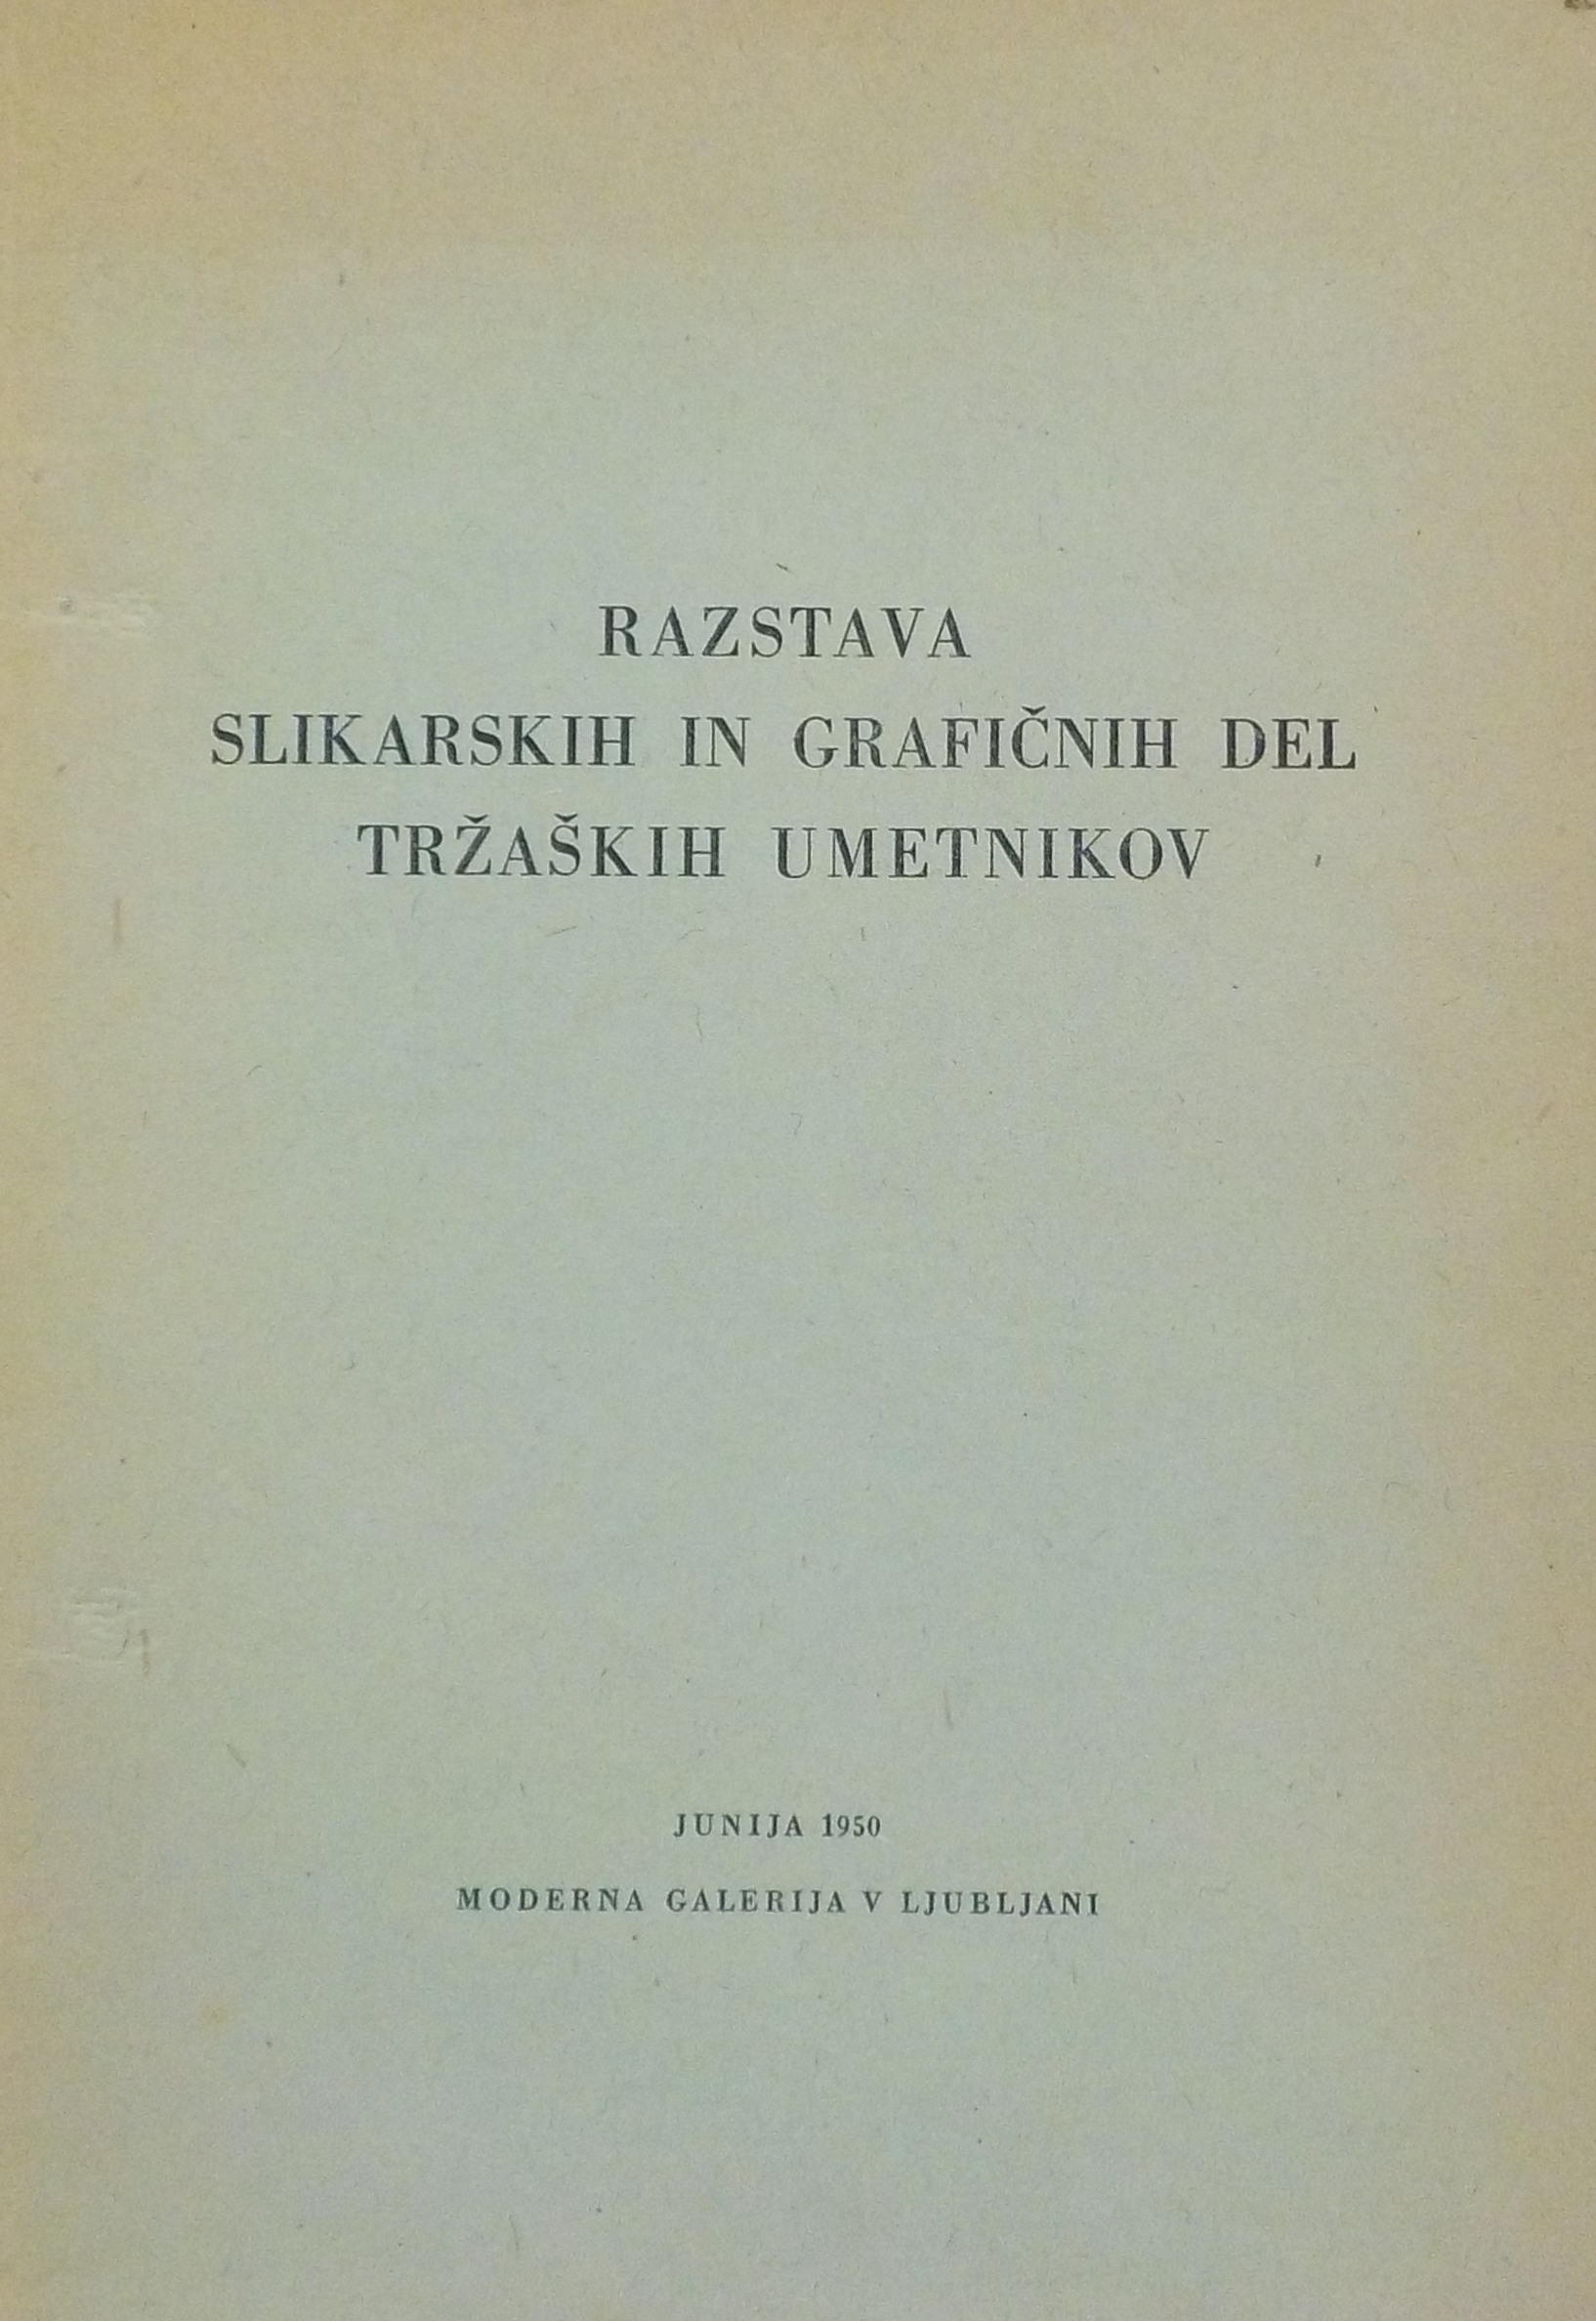 RAZSTAVA
SLIKARSKIH IN GRAFIČNIH DEL
TRŽAŠKIH UMETNIKOV
JUNIJA 1950
MODERNA GALERIJA V LJUBLJANI